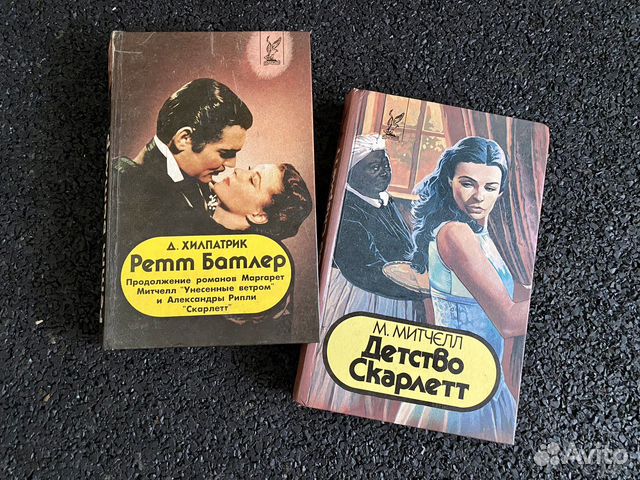 Д. ХИЛПАТРИК
Ретт Батлер
Продолжение романов Маргарет
Митчелл "Унесенные ветром"
и Александры Рипли
"Скарлетт"
М. МИТЧЕЛЛ
Детство
Скарлетт
Avito